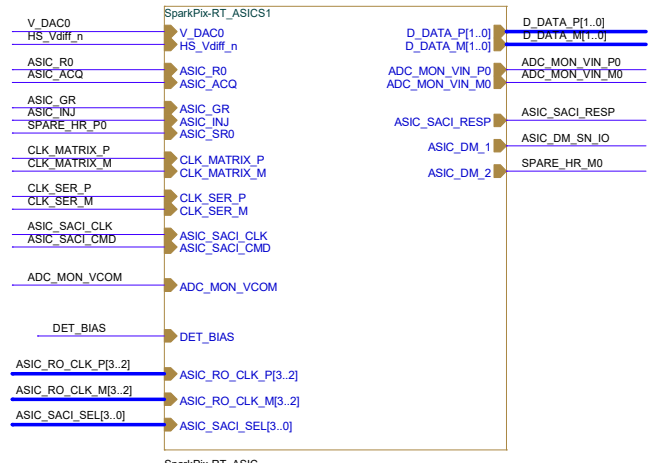 SparkPix-RT_ASICS1
V_DAC0
V_DAC0
HS_Vdiff_n
HS_Vdiff_n
ASIC_R0
ASIC_R0
ASIC_ACQ
ASIC_ACQ
ASIC_GR
ASIC_GR
ASIC_INJ
ASIC_INJ
SPARE_HR_P0
ASIC_SR0
CLK_MATRIX_P
CLK_MATRIX_P
CLK_MATRIX_M
CLK_MATRIX_M
CLK_SER_P
CLK_SER_P
CLK_SER_M
CLK_SER_M
ASIC_SACI_CLK
ASIC_SACI_CLK
ASIC_SACI_CMD
ASIC_SACI_CMD
ADC_MON_VCOM
ADC_MON_VCOM
DET_BIAS
DET_BIAS
ASIC_RO_CLK_P[3..2]
ASIC_RO_CLK_P[3..2]
ASIC_RO_CLK_M[3..2]
ASIC_RO_CLK_M[3..2]
ASIC_SACI_SEL[3..0]
ASIC_SACI_SEL[3..0]
D_DATA_P[1..0]
D_DATA_P[1..0]
D_DATA_M[1..0]
D_DATA_M[1..0]
ADC_MON_VIN_P0
ADC_MON_VIN_P0
ADC_MON_VIN_M0
ADC_MON_VIN_M0
ASIC_SACI_RESP
ASIC_SACI_RESP
ASIC_DM_1
ASIC_DM_SN_IO
ASIC_DM_2
SPARE_HR_M0
SparkPix-RT_ASIC